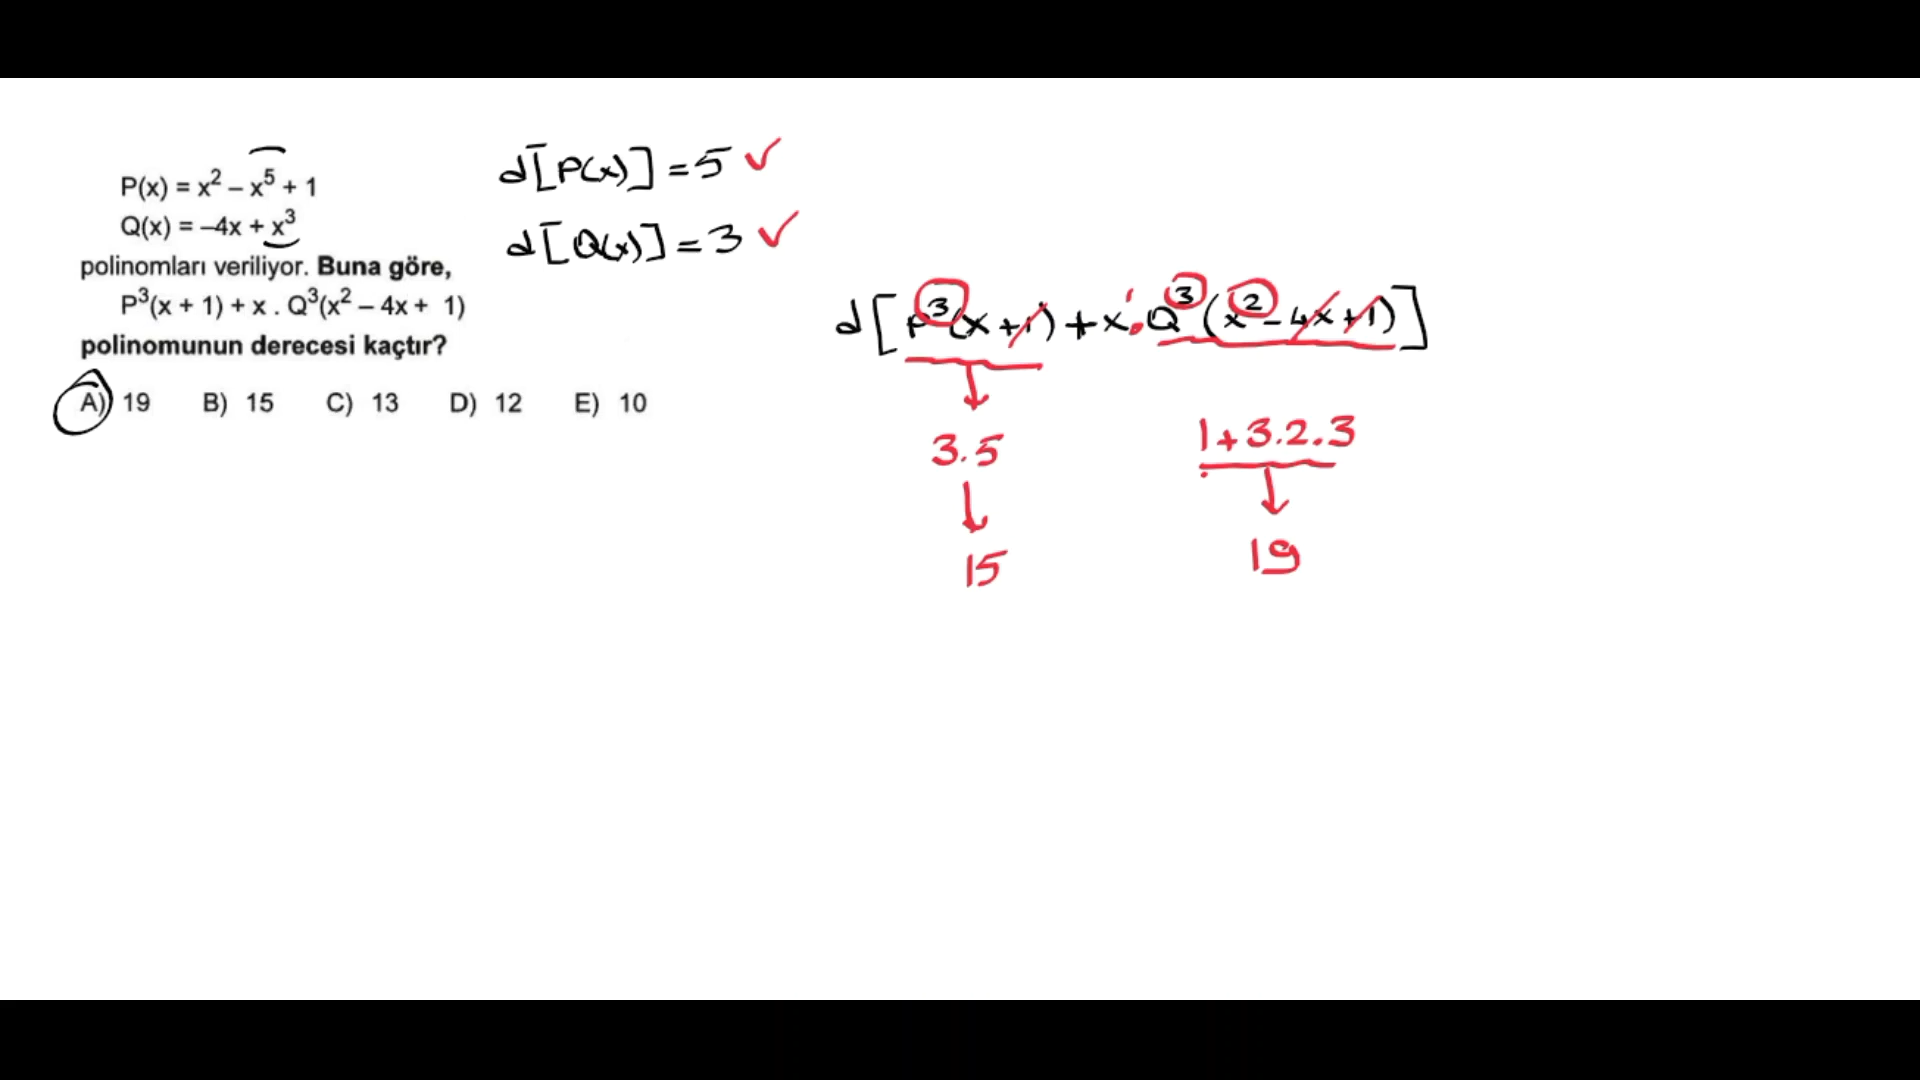 P(x) = x² – x⁵ + 1
Q(x) = –4x + x³
polinomları veriliyor. Buna göre,
P³(x + 1) + x . Q³(x² – 4x + 1)
polinomunun derecesi kaçtır?
A) 19 B) 15 C) 13 D) 12 E) 10
d[P(x)] = 5 ✓
d[Q(x)] = 3 ✓
d[P³(x+1) + x¹.Q³(x²-4x+1)]
3.5
15
1+3.2.3
19